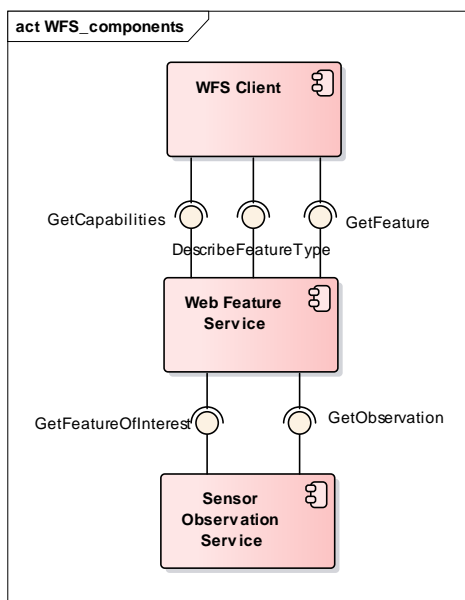 act WFS_components
WFS Client
GetCapabilities
GetFeature
DescribeFeatureType
Web Feature
Service
GetFeatureOfInterest
GetObservation
Sensor
Observation
Service